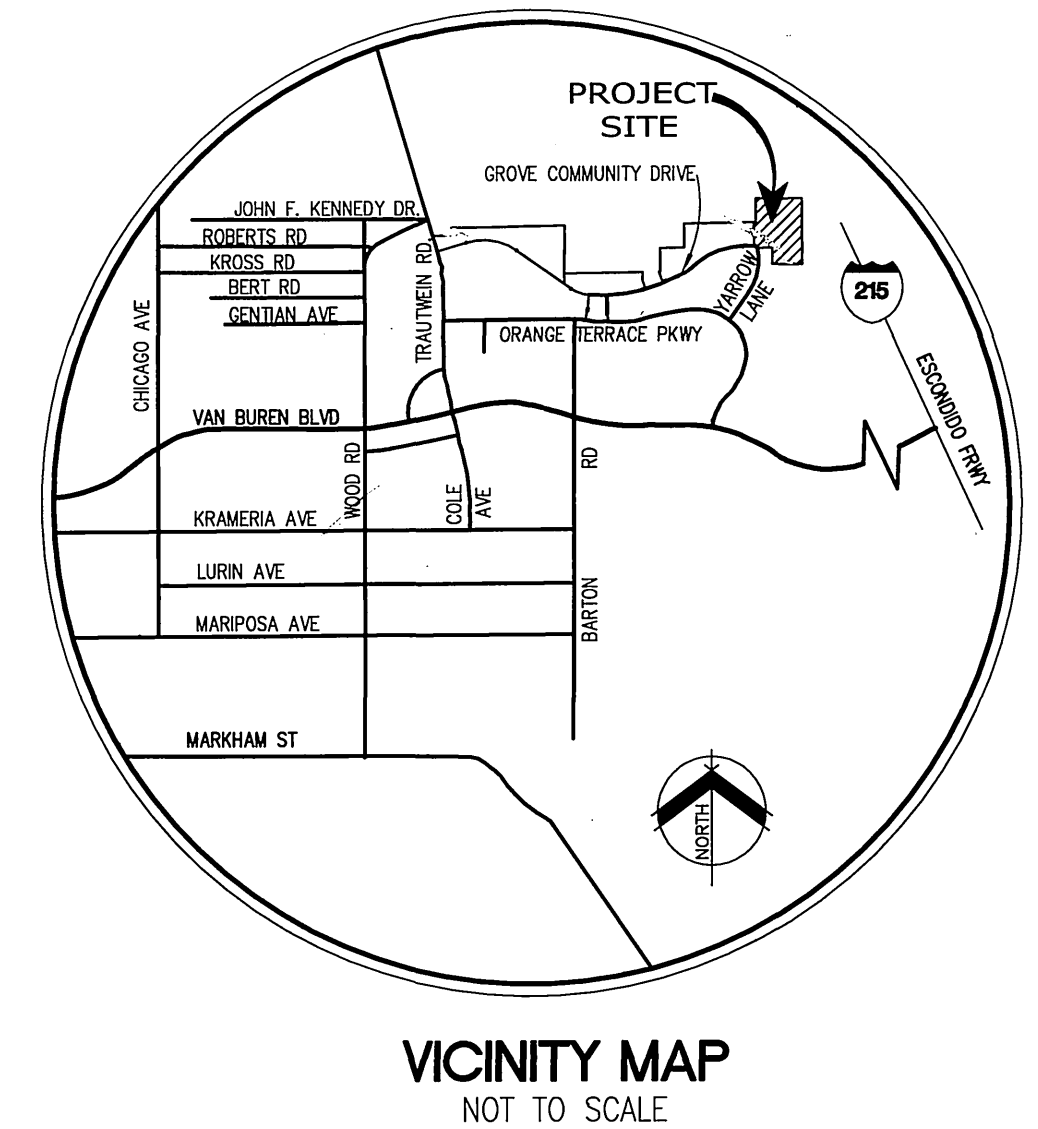 PROJECT
SITE
GROVE COMMUNITY DRIVE
JOHN F. KENNEDY DR.
ROBERTS RD
KROSS RD
BERT RD
GENTIAN AVE
CHICAGO AVE
TRAUTWEIN RD.
YARROW
LANE
215
ORANGE TERRACE PKWY
ESCONDIDO FRWY
VAN BUREN BLVD
WOOD RD
COLE
AVE
BARTON RD
KRAMERIA AVE
LURIN AVE
MARIPOSA AVE
MARKHAM ST
NORTH
VICINITY MAP
NOT TO SCALE